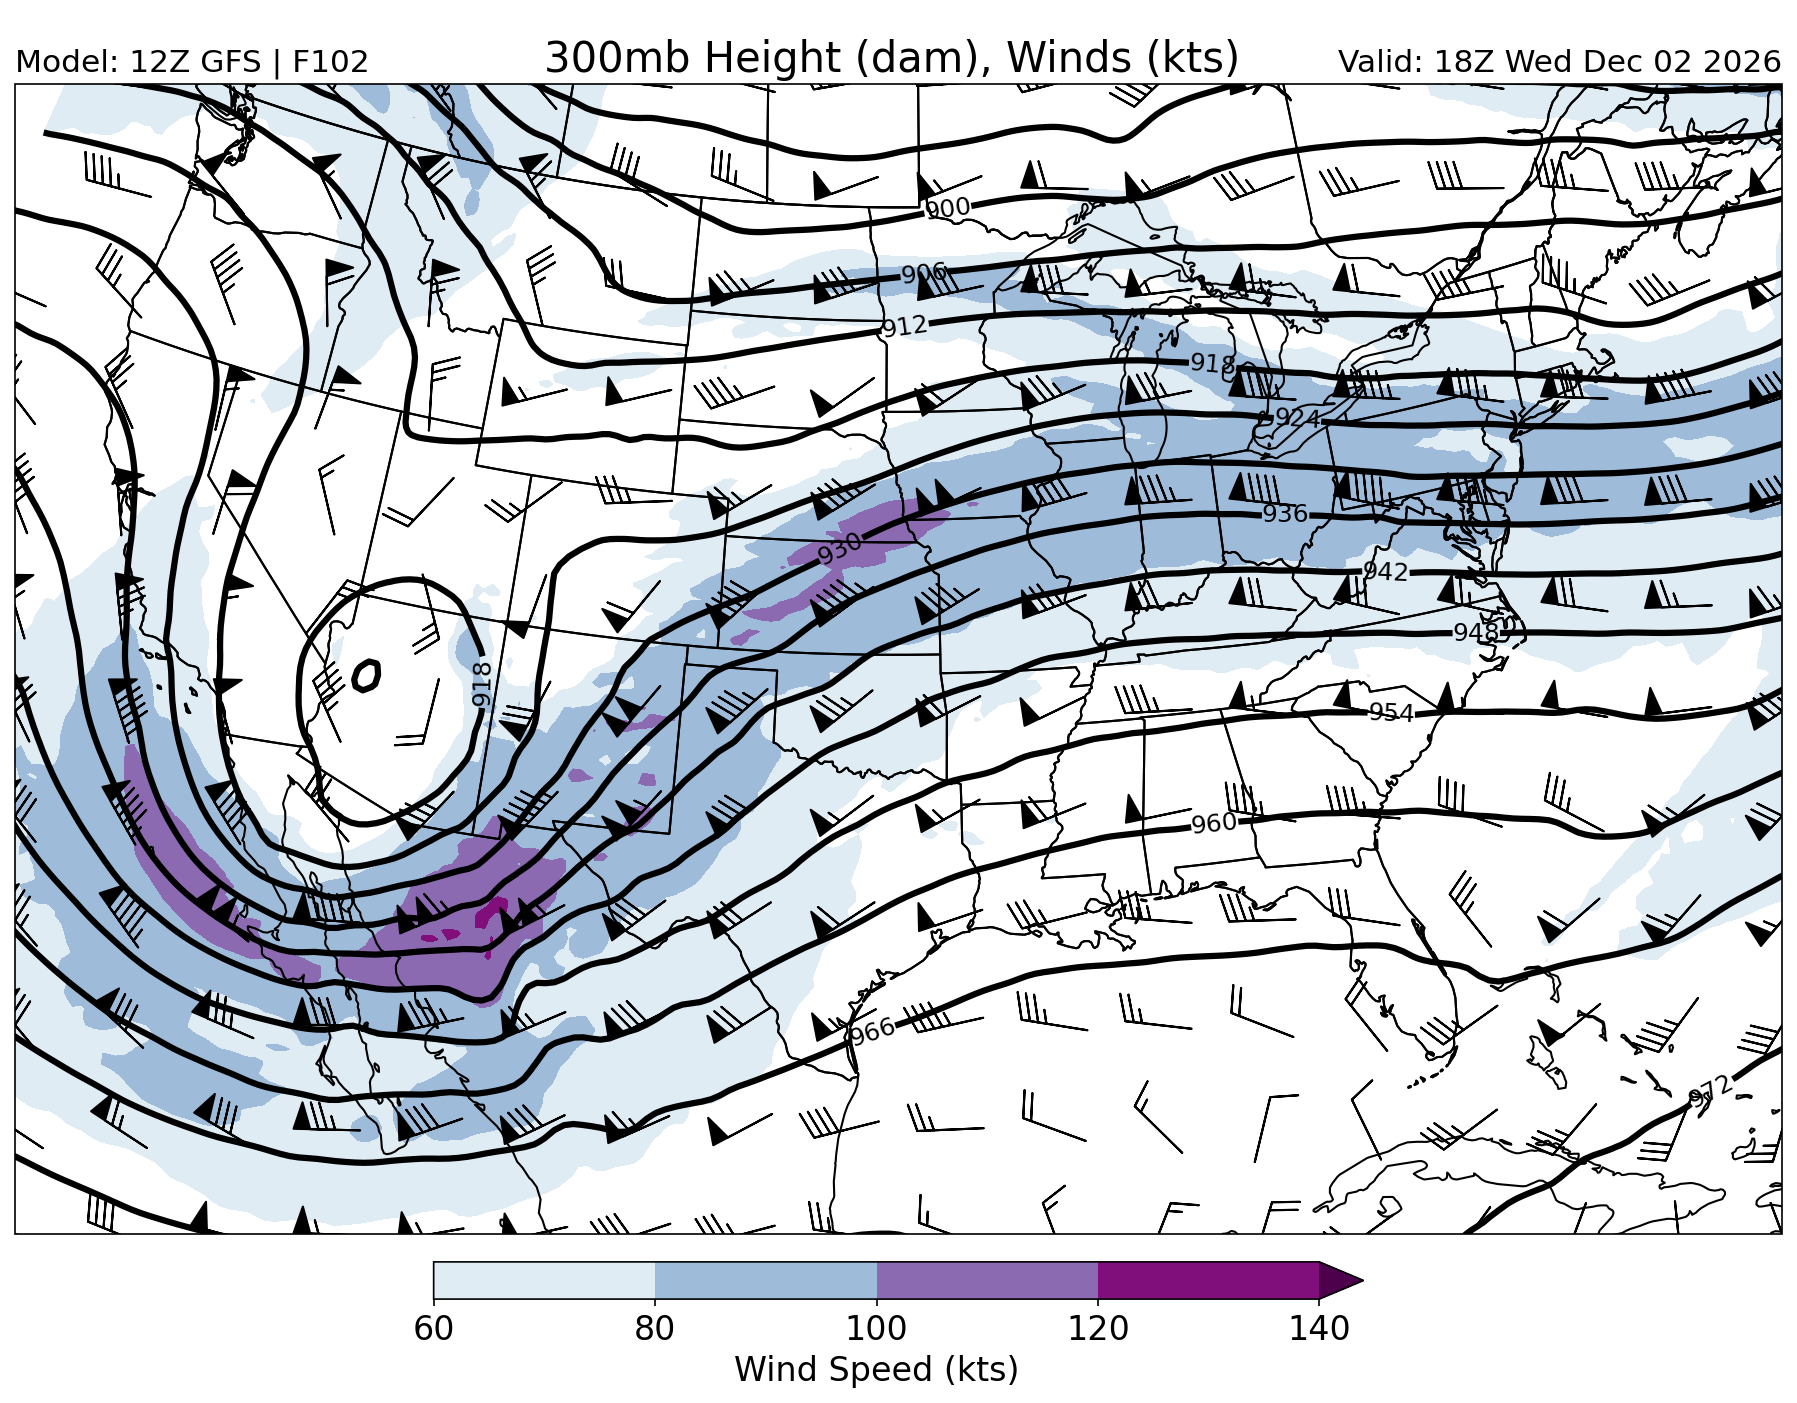 Model: 12Z GFS | F102
300mb Height (dam), Winds (kts)
Valid: 18Z Wed Dec 02 2026
900
906
912
918
924
930
936
942
948
918
954
960
966
972
60 80 100 120 140
Wind Speed (kts)